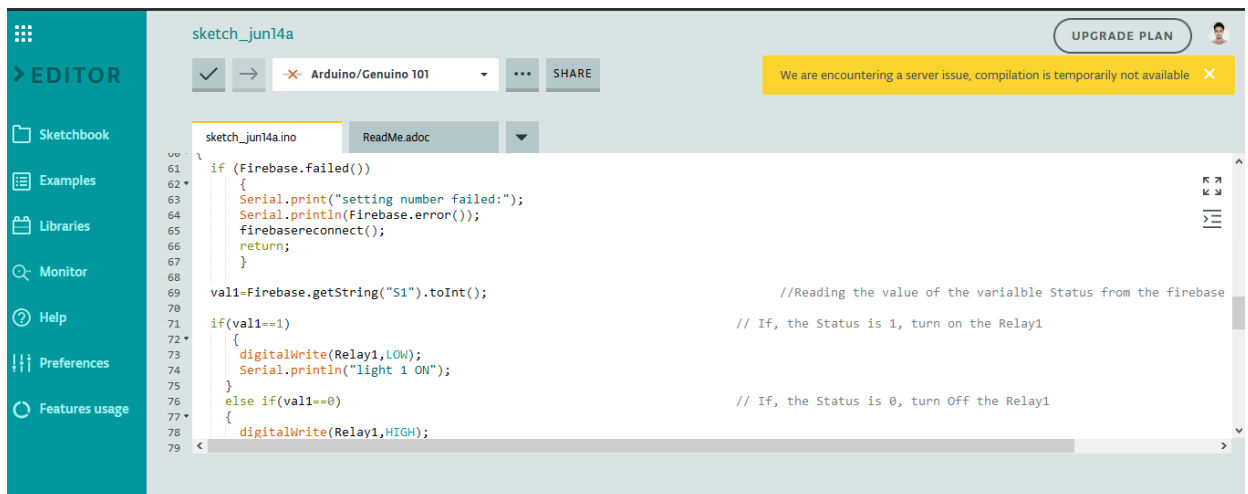 sketch_jun14a
UPGRADE PLAN
EDITOR
Arduino/Genuino 101
SHARE
We are encountering a server issue, compilation is temporarily not available
Sketchbook
Examples
Libraries
Monitor
Help
Preferences
Features usage
sketch_jun14a.ino
ReadMe.adoc
{
61 if (Firebase.failed())
62 {
63 Serial.print("setting number failed:");
64 Serial.println(Firebase.error());
65 firebasereconnect();
66 return;
67 }
68
69 val1=Firebase.getString("S1").toInt(); //Reading the value of the varialble Status from the firebase
70
71 if(val1==1) // If, the Status is 1, turn on the Relay1
72 {
73 digitalWrite(Relay1,LOW);
74 Serial.println("light 1 ON");
75 }
76 else if(val1==0) // If, the Status is 0, turn Off the Relay1
77 {
78 digitalWrite(Relay1,HIGH);
79